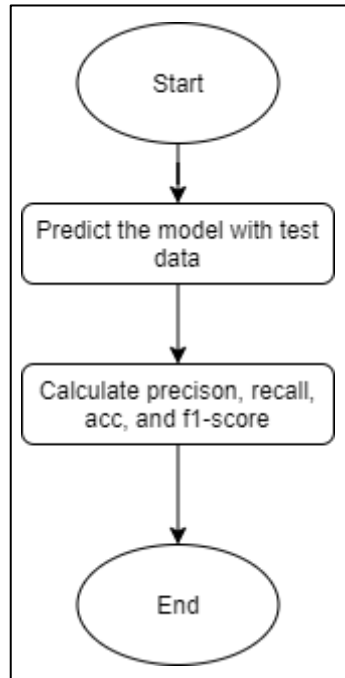 Start
Predict the model with test
data
Calculate precison, recall,
acc, and f1-score
End